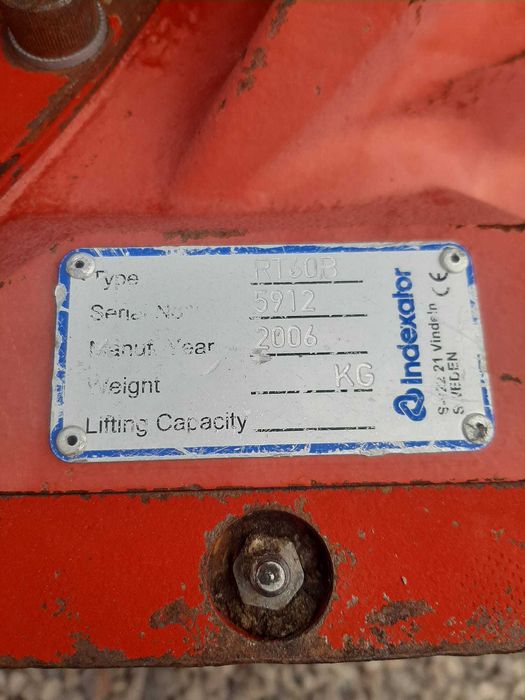 Type RT60B
Serial No. 5912
Manuf. Year 2006
Weight KG
Lifting Capacity
indexator
S-922 21 Vindeln
SWEDEN CE